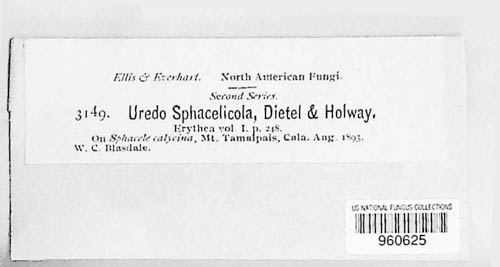 Ellis & Everhart. North American Fungi.
Second Series.
3149. Uredo Sphacelicola, Dietel & Holway,
Erythea vol I. p. 248.
On Sphacele calycina, Mt. Tamalpais, Cala. Aug. 1893.
W. C. Blasdale.
US NATIONAL FUNGUS COLLECTIONS
960625